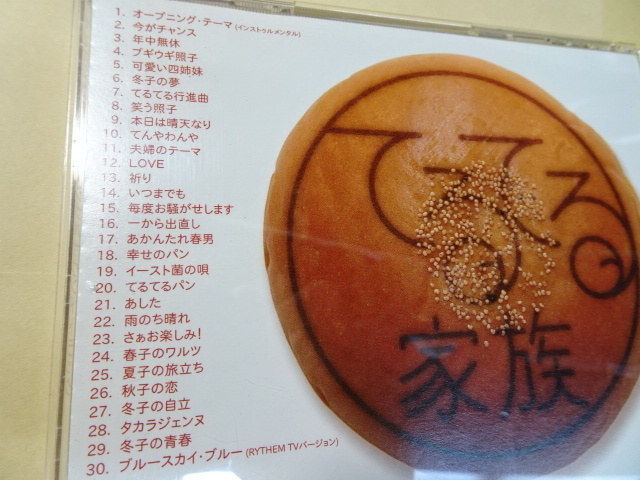 1. オープニング・テーマ (インストゥルメンタル)
2. 今がチャンス
3. 年中無休
4. ブギウギ照子
5. 可愛い四姉妹
6. 冬子の夢
7. てるてる行進曲
8. 笑う照子
9. 本日は晴天なり
10. てんやわんや
11. 夫婦のテーマ
12. LOVE
13. 祈り
14. いつまでも
15. 毎度お騒がせします
16. 一から出直し
17. あかんたれ春男
18. 幸せのパン
19. イースト菌の唄
20. てるてるパン
21. あした
22. 雨のち晴れ
23. さぁお楽しみ!
24. 春子のワルツ
25. 夏子の旅立ち
26. 秋子の恋
27. 冬子の自立
28. タカラジェンヌ
29. 冬子の青春
30. ブルースカイ・ブルー (RYTHEM TVバージョン)
てるてる
家族